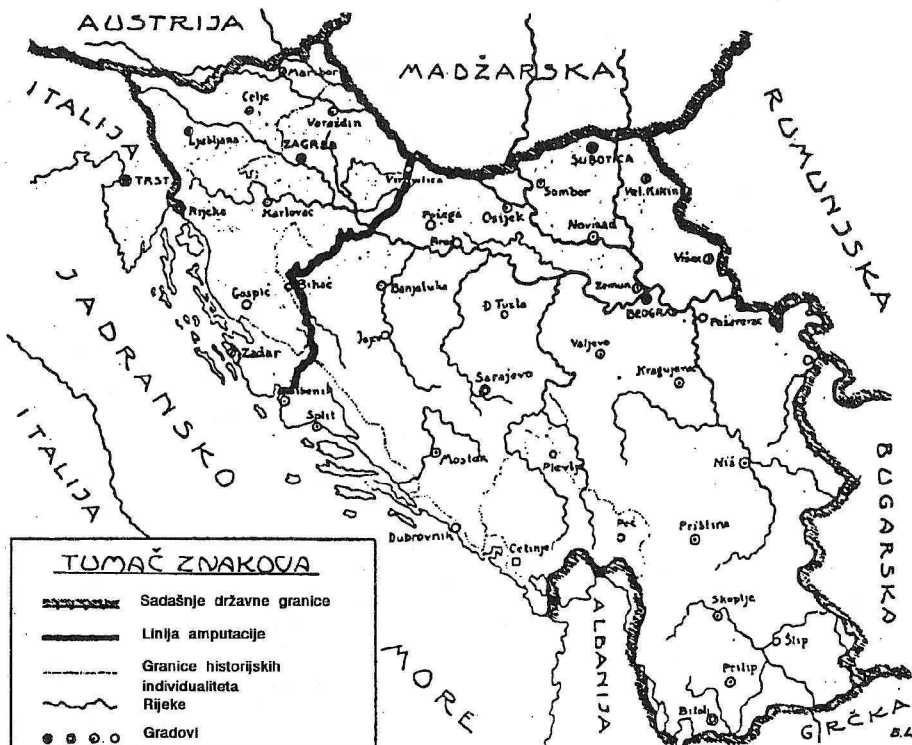 AUSTRIJA
MADŽARSKA
RUMUNJSKA
ITALIJA
Maribor
Celje
Varaždin
Ljubljana
ZAGREB
SUBOTICA
TRST
Virovitica
Sombor
Vel. Kikin
Rijeka
Karlovac
Požega
Osijek
Novi Sad
Brod
Vršac
Bihać
Banjaluka
Zemun
BEOGRAD
Gospić
D. Tuzla
Požarevac
Jajce
Valjevo
Zadar
Kragujevac
Sarajevo
Šibenik
Split
JADRANSKO
Mostar
Plevlje
Niš
BUGARSKA
ITALIJA
Dubrovnik
Peć
Priština
Cetinje
TUMAČ ZNAKOVA
Sadašnje državne granice
Linija amputacije
Granice historijskih
individualiteta
Rijeke
Gradovi
MORE
ALBANIJA
Skoplje
Štip
Prilip
Bitolj
GRČKA